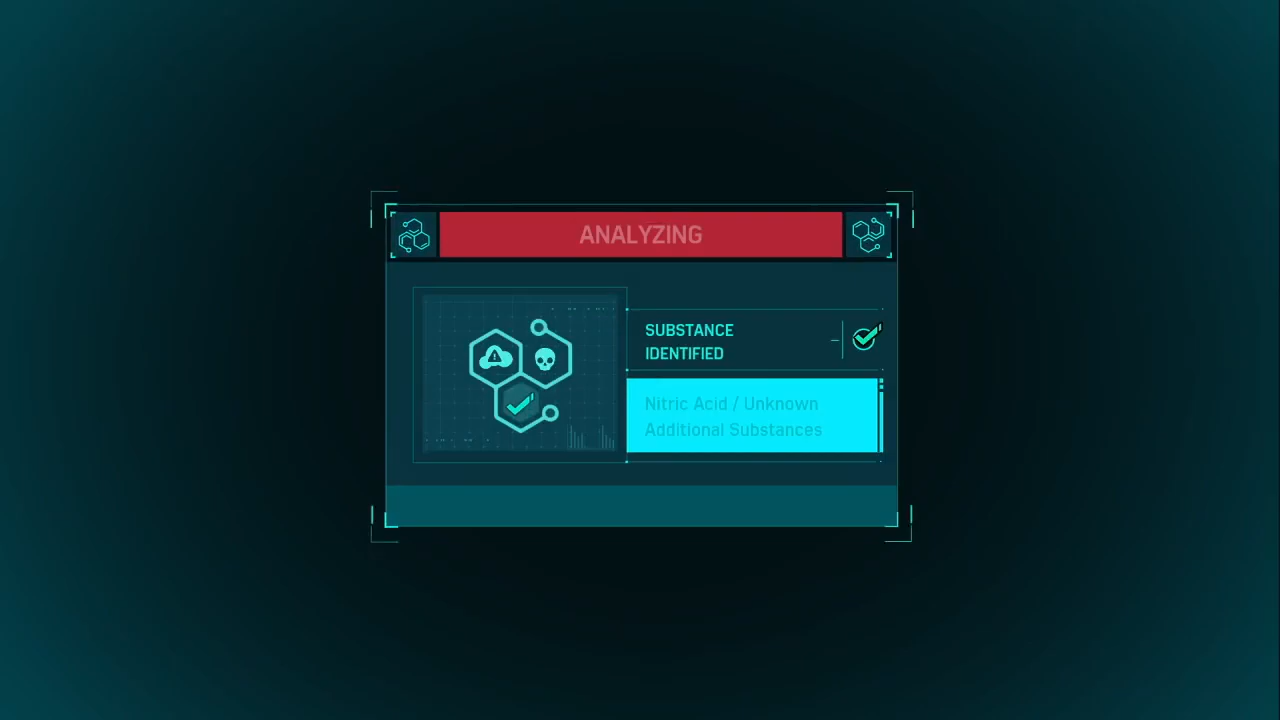 ANALYZING
SUBSTANCE
IDENTIFIED
Nitric Acid / Unknown
Additional Substances